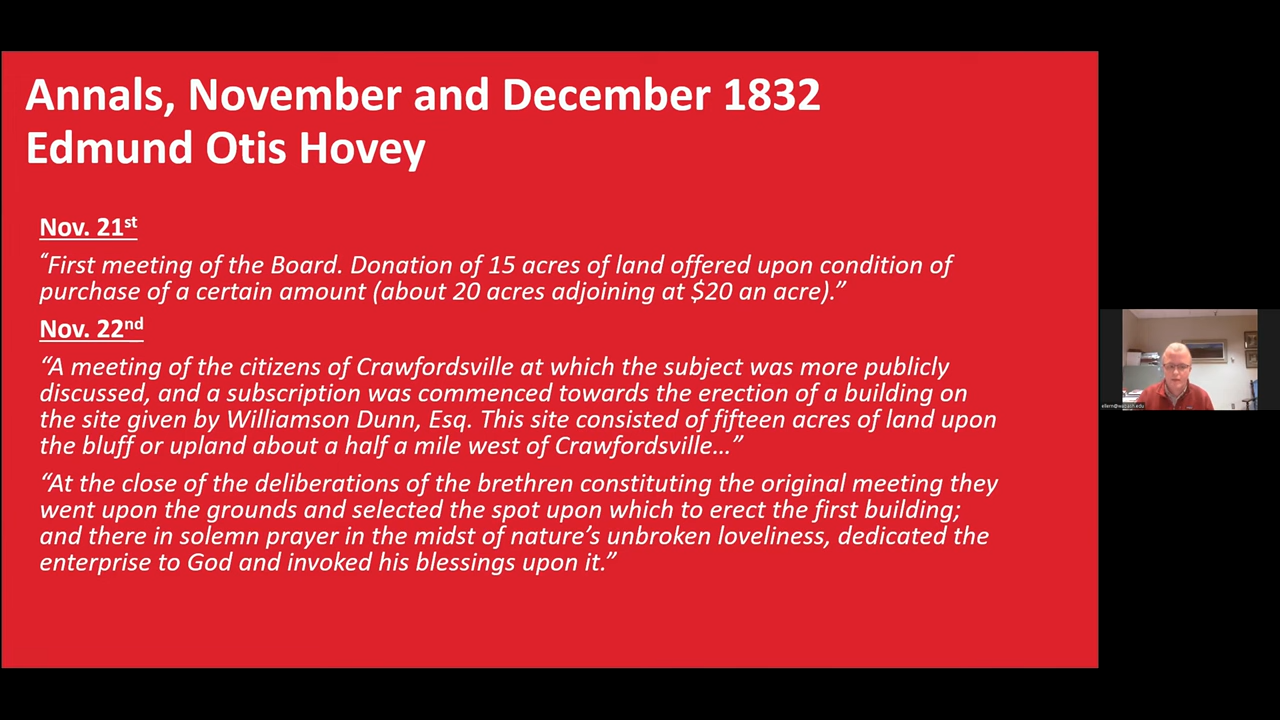 Annals, November and December 1832
Edmund Otis Hovey
Nov. 21st
“First meeting of the Board. Donation of 15 acres of land offered upon condition of
purchase of a certain amount (about 20 acres adjoining at $20 an acre).”
Nov. 22nd
“A meeting of the citizens of Crawfordsville at which the subject was more publicly
discussed, and a subscription was commenced towards the erection of a building on
the site given by Williamson Dunn, Esq. This site consisted of fifteen acres of land upon
the bluff or upland about a half a mile west of Crawfordsville…”
“At the close of the deliberations of the brethren constituting the original meeting they
went upon the grounds and selected the spot upon which to erect the first building;
and there in solemn prayer in the midst of nature’s unbroken loveliness, dedicated the
enterprise to God and invoked his blessings upon it.”